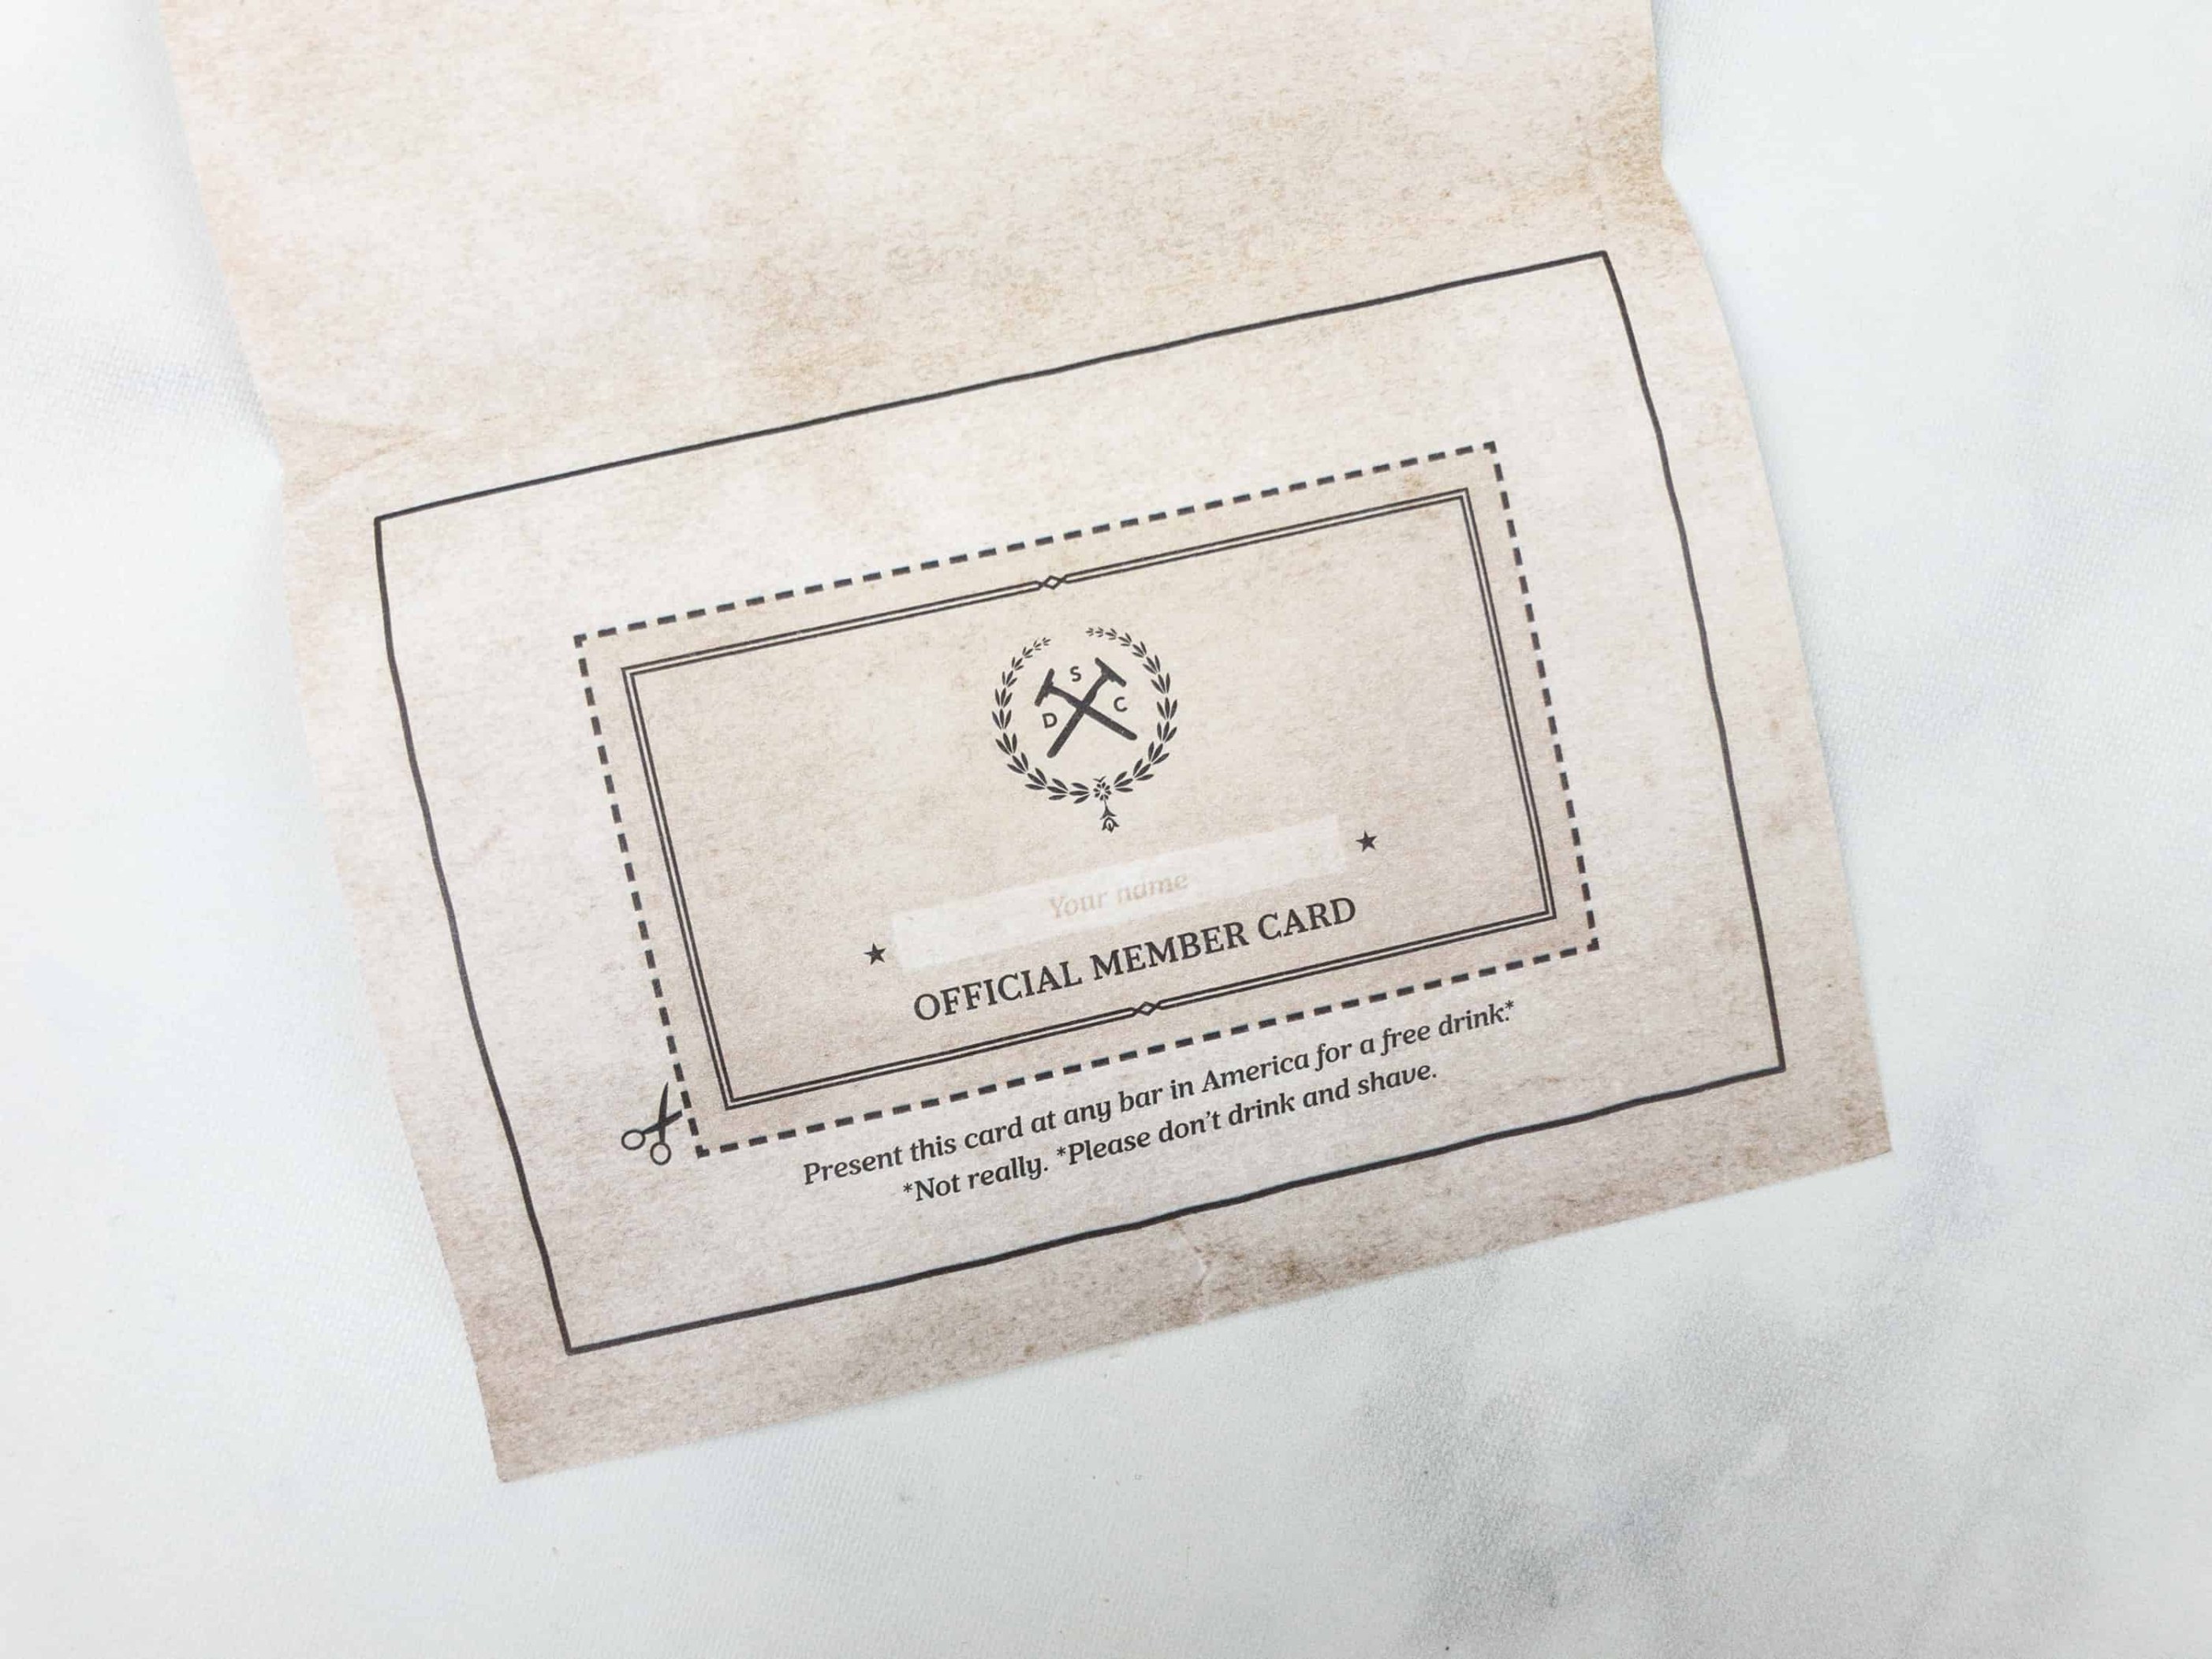 S
D C
Your name
★ ★
OFFICIAL MEMBER CARD
Present this card at any bar in America for a free drink.*
*Not really. *Please don't drink and shave.